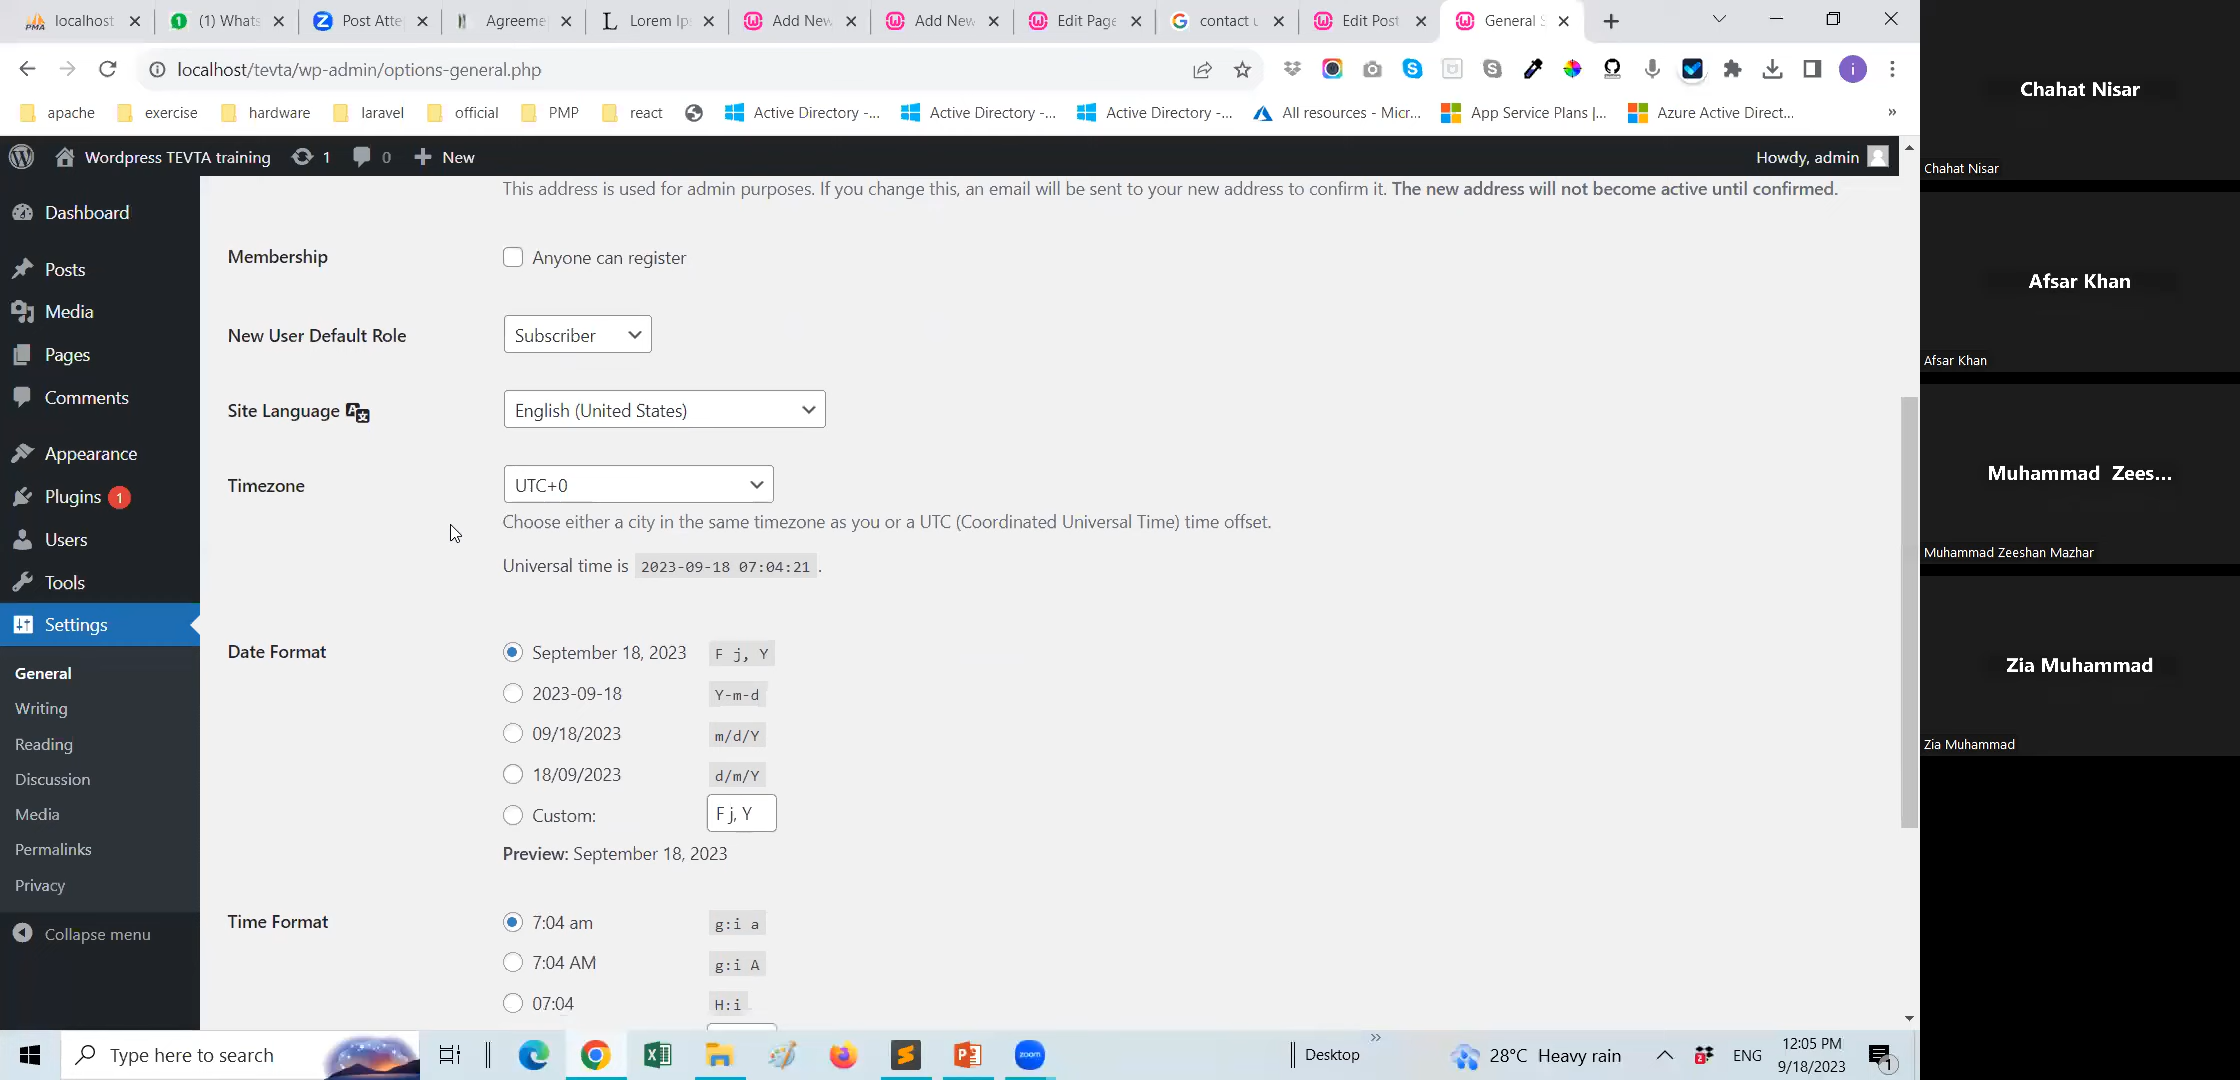 localhost
(1) Whats
Post Atte
Agreeme
Lorem Ip
Add New
Add New
Edit Page
contact u
Edit Post
General S
localhost/tevta/wp-admin/options-general.php
i
apache
exercise
hardware
laravel
official
PMP
react
Active Directory -...
Active Directory -...
Active Directory -...
All resources - Micr...
App Service Plans |...
Azure Active Direct...
»
Wordpress TEVTA training
1
0
New
Howdy, admin
Dashboard
Posts
Media
Pages
Comments
Appearance
Plugins 1
Users
Tools
Settings
General
Writing
Reading
Discussion
Media
Permalinks
Privacy
Collapse menu
This address is used for admin purposes. If you change this, an email will be sent to your new address to confirm it. The new address will not become active until confirmed.
Membership
Anyone can register
New User Default Role
Subscriber
Site Language
English (United States)
Timezone
UTC+0
Choose either a city in the same timezone as you or a UTC (Coordinated Universal Time) time offset.
Universal time is 2023-09-18 07:04:21 .
Date Format
September 18, 2023 F j, Y
2023-09-18 Y-m-d
09/18/2023 m/d/Y
18/09/2023 d/m/Y
Custom: F j, Y
Preview: September 18, 2023
Time Format
7:04 am g:i a
7:04 AM g:i A
07:04 H:i
Type here to search
zoom
Desktop
»
28°C Heavy rain
2
ENG
12:05 PM
9/18/2023
1
Chahat Nisar
Chahat Nisar
Afsar Khan
Afsar Khan
Muhammad Zees...
Muhammad Zeeshan Mazhar
Zia Muhammad
Zia Muhammad